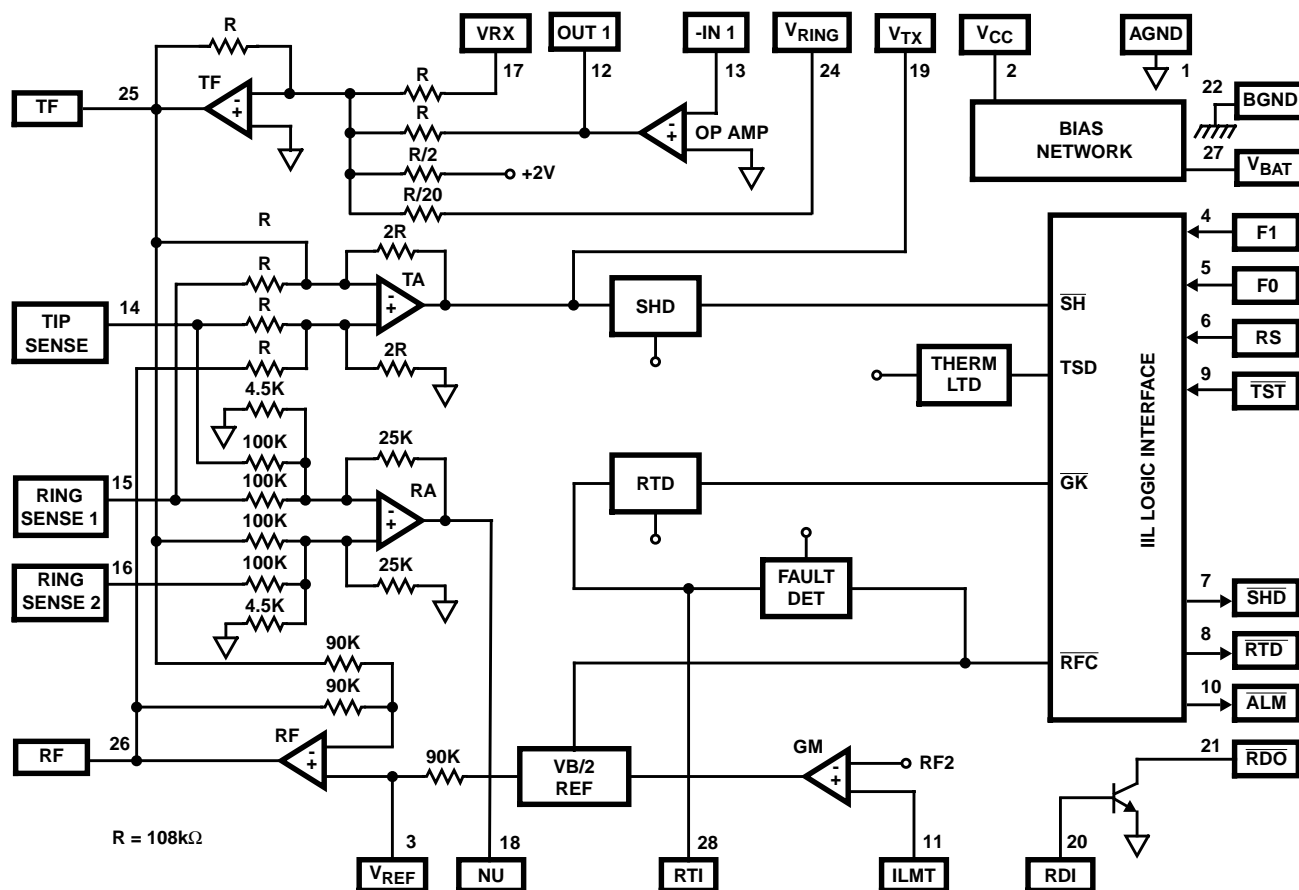 R
VRX
OUT 1
-IN 1
VRING
VTX
VCC
AGND
17
12
13
24
19
2
1
TF
25
TF
-
+
R
R
R/2
+2V
R/20
-
+
OP AMP
BIAS
NETWORK
22
BGND
27
VBAT
R
2R
R
TA
-
+
TIP
SENSE
14
R
R
2R
SHD
SH
THERM
LTD
TSD
4
F1
5
F0
6
RS
9
TST
IIL LOGIC INTERFACE
4.5K
100K
25K
RING
SENSE 1
15
100K
RA
-
+
100K
RING
SENSE 2
16
100K
25K
4.5K
RTD
GK
FAULT
DET
RFC
7
SHD
8
RTD
10
ALM
90K
90K
RF
26
RF
-
+
90K
VB/2
REF
GM
-
+
RF2
21
RDO
R = 108kΩ
3
VREF
18
NU
28
RTI
11
ILMT
20
RDI